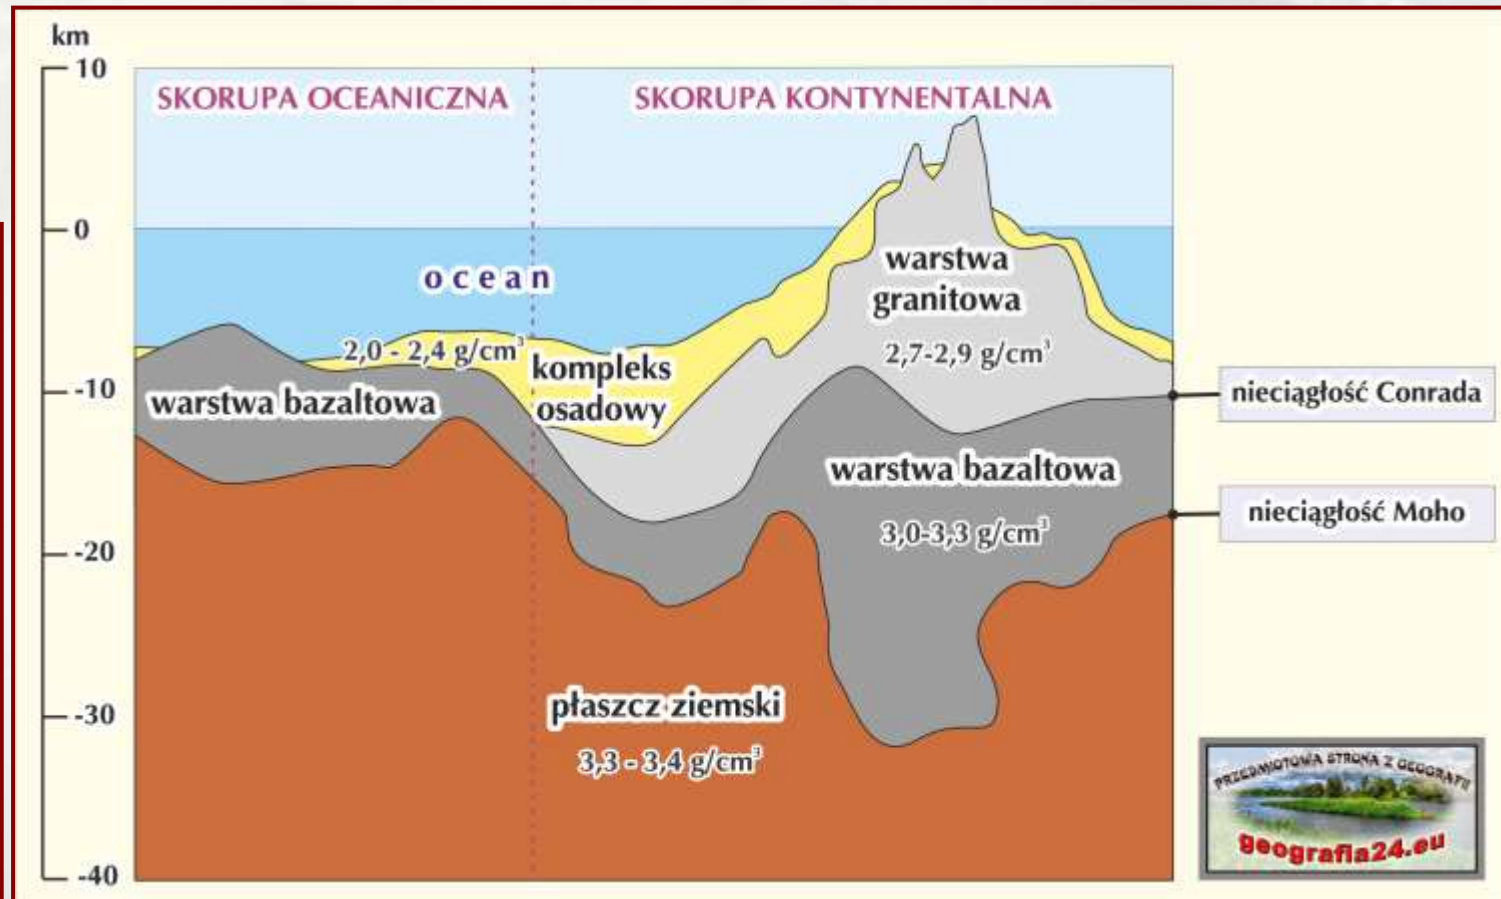 km
10
SKORUPA OCEANICZNA
SKORUPA KONTYNENTALNA
0
ocean
warstwa
granitowa
2,7-2,9 g/cm³
2,0 - 2,4 g/cm³
kompleks
osadowy
-10
warstwa bazaltowa
nieciągłość Conrada
warstwa bazaltowa
3,0-3,3 g/cm³
nieciągłość Moho
-20
-30
płaszcz ziemski
3,3 - 3,4 g/cm³
-40
PRZEDMIOTOWA STRONA Z GEOGRAFII
geografia24.eu